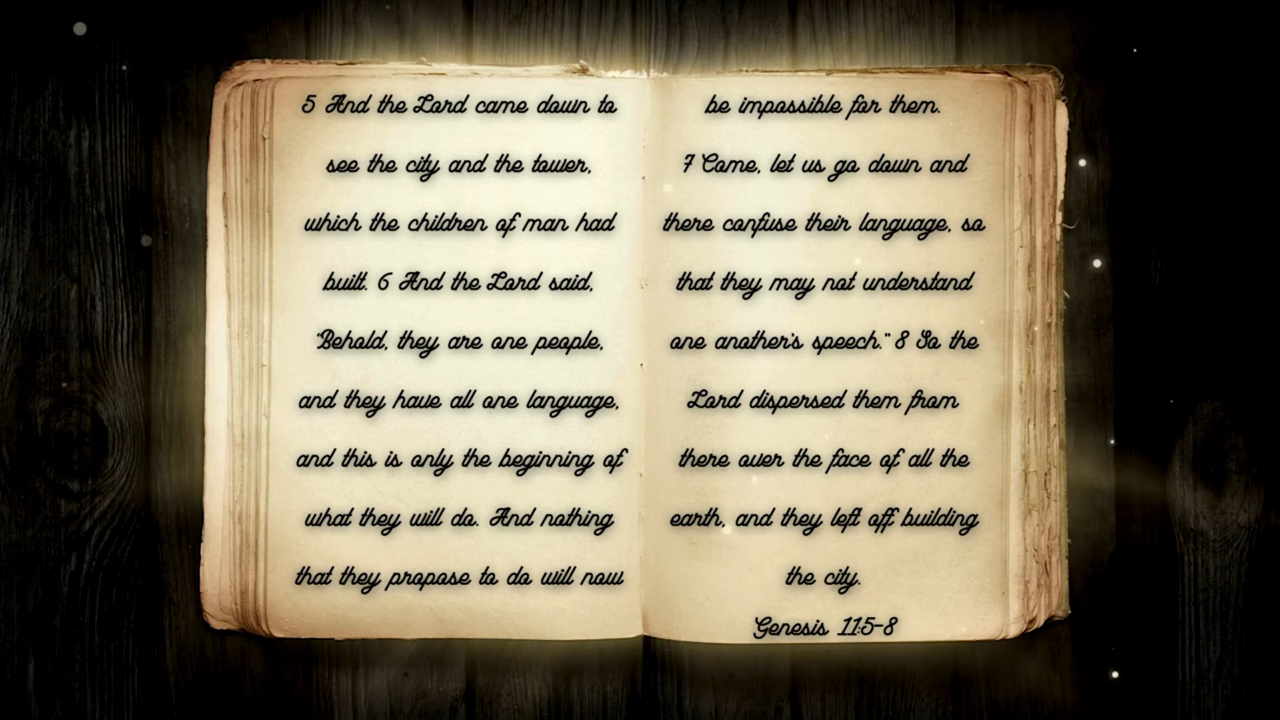 5 And the Lord came down to
see the city and the tower,
which the children of man had
built. 6 And the Lord said,
"Behold, they are one people,
and they have all one language,
and this is only the beginning of
what they will do. And nothing
that they propose to do will now
be impossible for them.
7 Come, let us go down and
there confuse their language, so
that they may not understand
one another's speech." 8 So the
Lord dispersed them from
there over the face of all the
earth, and they left off building
the city.
Genesis 11:5-8